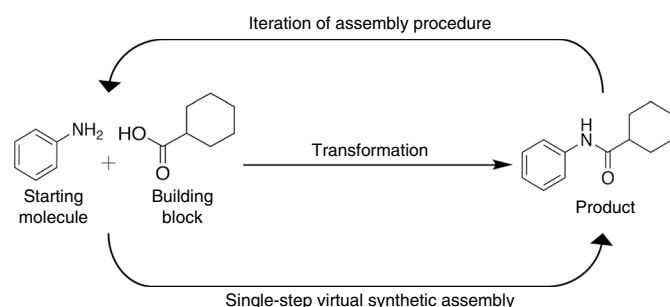 Iteration of assembly procedure
NH2
HO
O
+
Starting
molecule
Building
block
Transformation
H
N
O
Product
Single-step virtual synthetic assembly